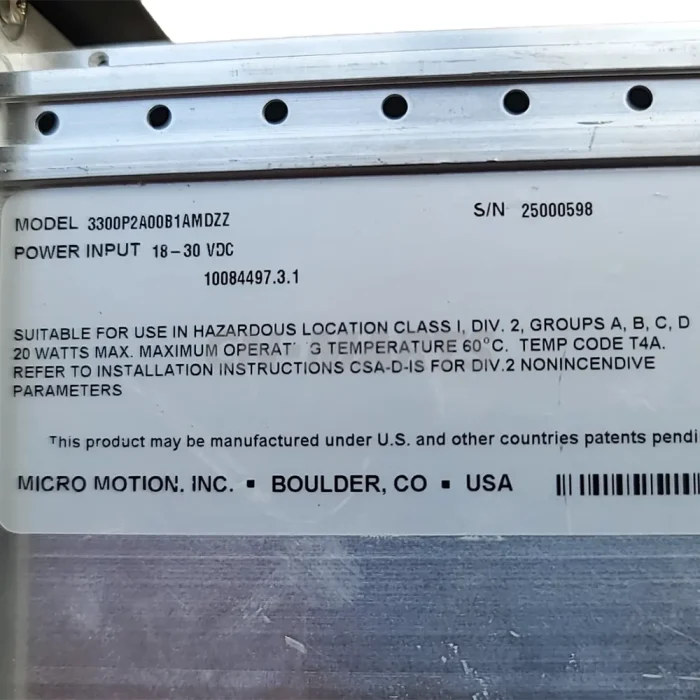 MODEL 3300P2A00B1AMDZZ
S/N 25000598
POWER INPUT 18-30 VDC
10084497.3.1
SUITABLE FOR USE IN HAZARDOUS LOCATION CLASS I, DIV. 2, GROUPS A, B, C, D
20 WATTS MAX. MAXIMUM TEMPERATURE 60°C. TEMP CODE T4A.
REFER TO INSTALLATION INSTRUCTIONS CSA-D-IS FOR DIV.2 NONINCENDIVE
PARAMETERS
This product may be manufactured under U.S. and other countries patents pendi
MICRO MOTION, INC. ▪ BOULDER, CO ▪ USA